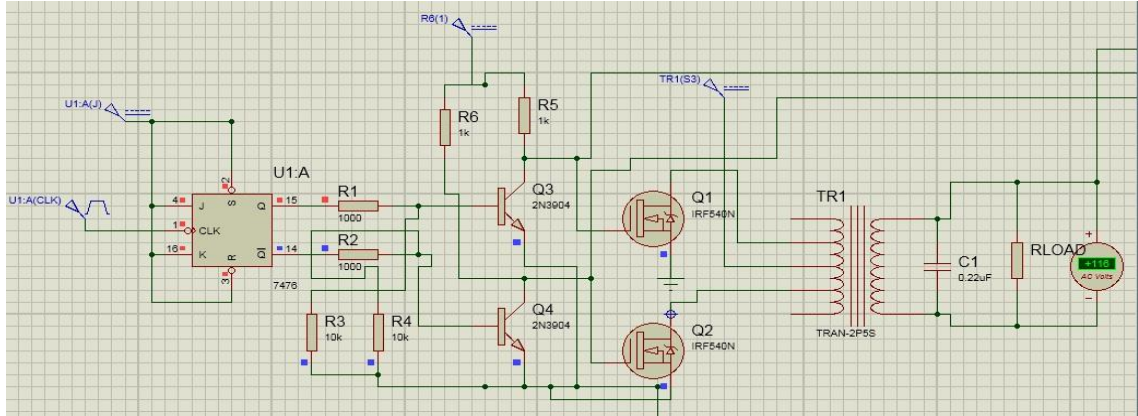 R6(1)
TR1(S3)
U1:A(J)
R6
1k
R5
1k
U1:A
U1:A(CLK)
4
J
2
S
Q
15
1
CLK
16
K
3
R
Q
14
7476
R1
1000
R2
1000
Q3
2N3904
Q1
IRF540N
TR1
R3
10k
R4
10k
Q4
2N3904
Q2
IRF540N
TRAN-2P5S
C1
0.22uF
RLOAD
+
+116
AC Volts
−